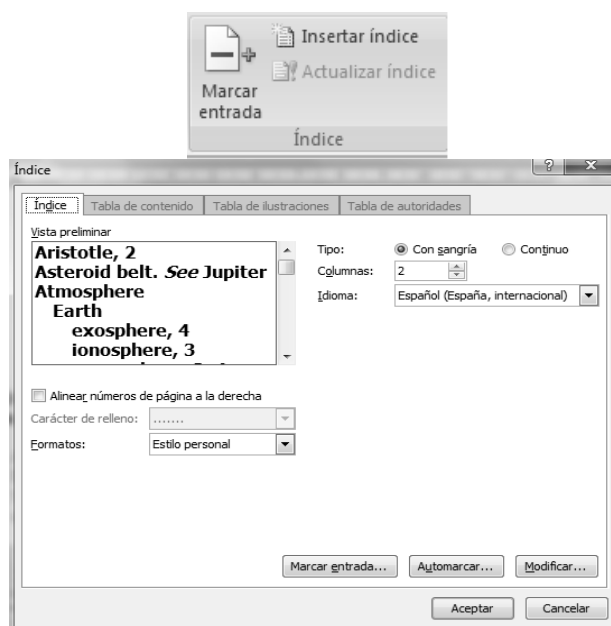 Insertar índice
Actualizar índice
Marcar
entrada
Índice
Índice
Índice
Tabla de contenido
Tabla de ilustraciones
Tabla de autoridades
Vista preliminar
Aristotle, 2
Asteroid belt. See Jupiter
Atmosphere
Earth
exosphere, 4
ionosphere, 3
Tipo:
Con sangría
Continuo
Columnas:
2
Idioma:
Español (España, internacional)
Alinear números de página a la derecha
Carácter de relleno:
.......
Formatos:
Estilo personal
Marcar entrada...
Automarcar...
Modificar...
Aceptar
Cancelar